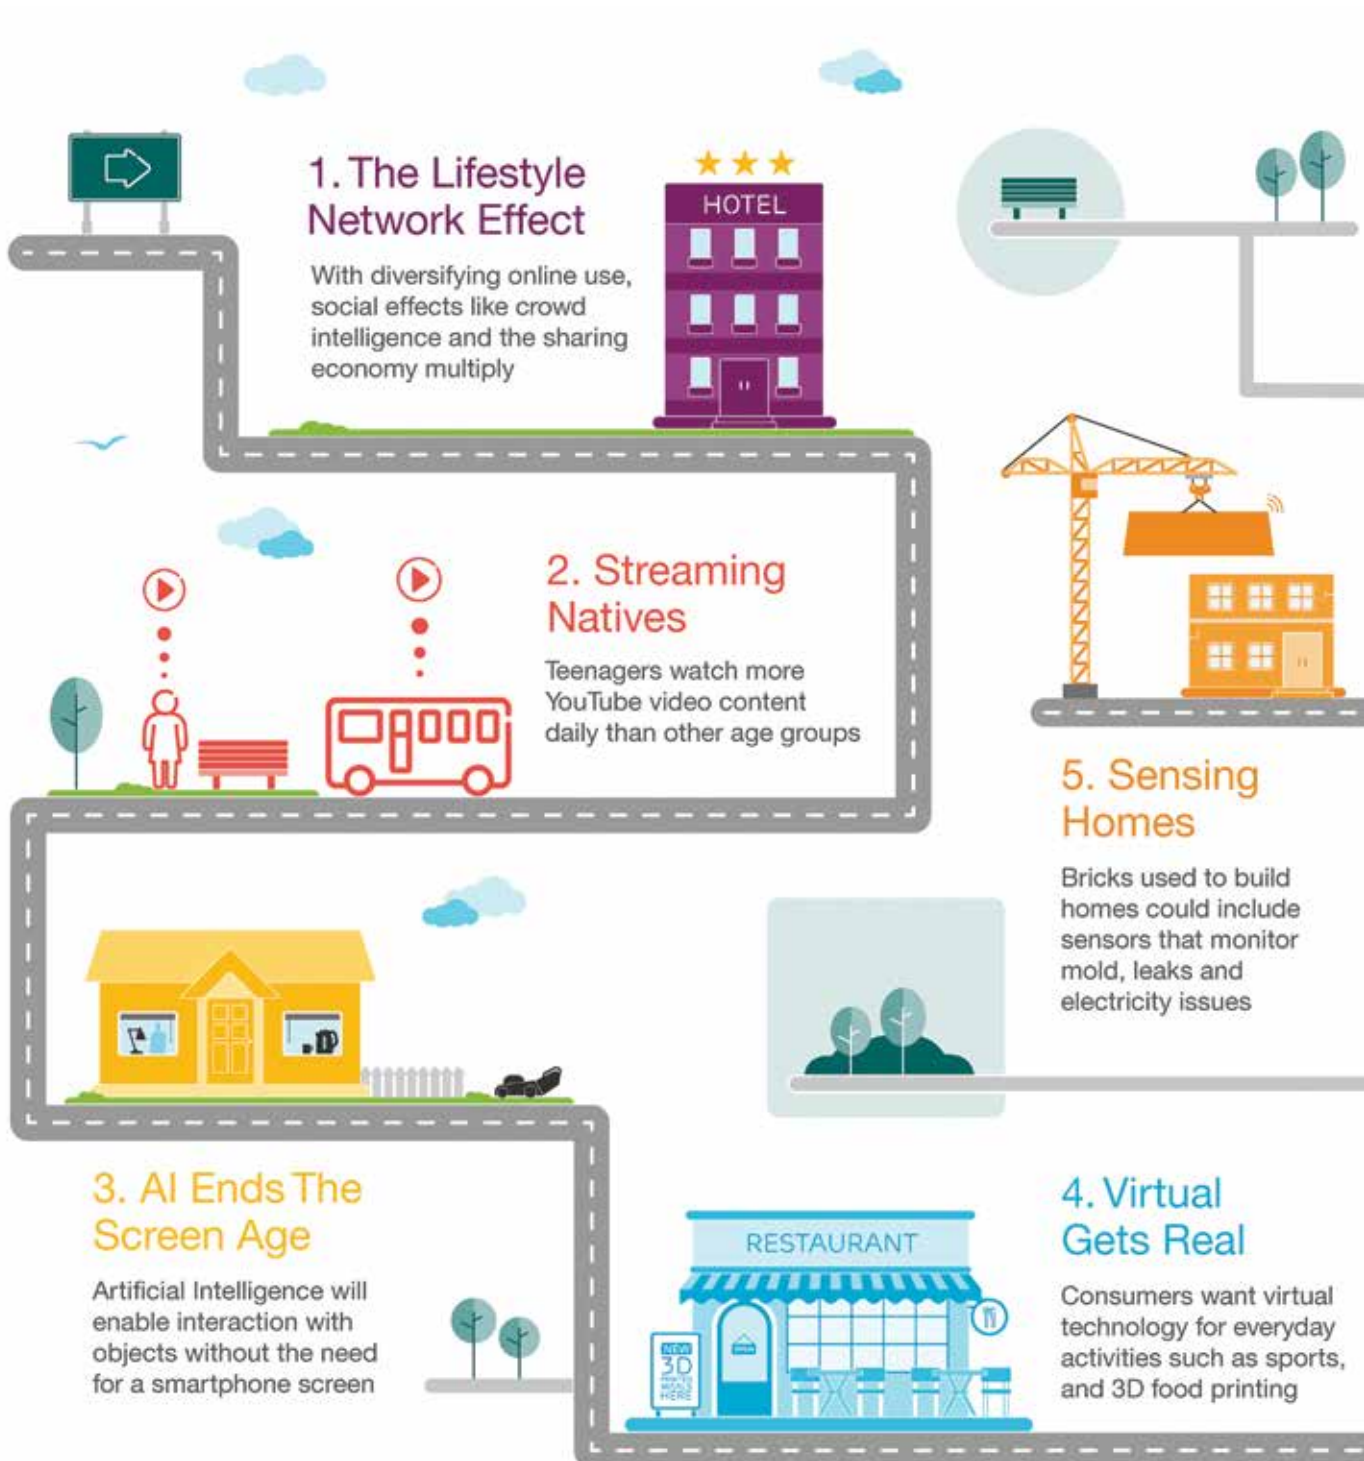 1. The Lifestyle
Network Effect
With diversifying online use,
social effects like crowd
intelligence and the sharing
economy multiply
HOTEL
2. Streaming
Natives
Teenagers watch more
YouTube video content
daily than other age groups
3. AI Ends The
Screen Age
Artificial Intelligence will
enable interaction with
objects without the need
for a smartphone screen
RESTAURANT
NEW
3D
PRINTED
MEALS
HERE
OPEN
4. Virtual
Gets Real
Consumers want virtual
technology for everyday
activities such as sports,
and 3D food printing
5. Sensing
Homes
Bricks used to build
homes could include
sensors that monitor
mold, leaks and
electricity issues